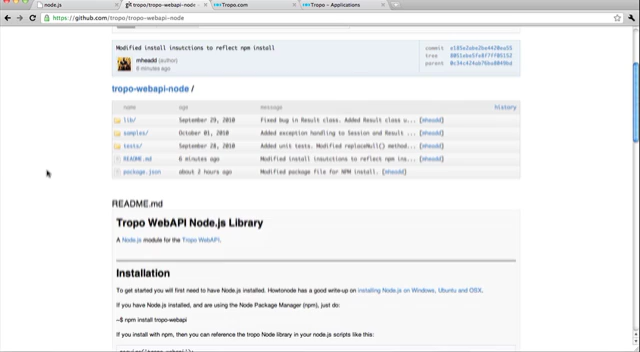 node.js
tropo/tropo-webapi-node
Tropo.com
Tropo - Applications
https://github.com/tropo/tropo-webapi-node
Modified install insutctions to reflect npm install
mheadd (author)
6 minutes ago
commit
tree
parent
tropo-webapi-node /
name age message history
lib/ September 29, 2010 Fixed bug in Result class. Added Result class u... [mheadd]
samples/ October 01, 2010 Added exception handling to Session and Result ... [mheadd]
tests/ September 28, 2010 Added unit tests. Modified replaceNull() method... [mheadd]
README.md 6 minutes ago Modified install insutctions to reflect npm ins... [mheadd]
package.json about 2 hours ago Modified package file for NPM install. [mheadd]
README.md
Tropo WebAPI Node.js Library
A Node.js module for the Tropo WebAPI.
Installation
To get started you will first need to have Node.js installed. Howtonode has a good write-up on installing Node.js on Windows, Ubuntu and OSX.
If you have Node.js installed, and are using the Node Package Manager (npm), just do:
~$ npm install tropo-webapi
If you install with npm, then you can reference the tropo Node library in your node.js scripts like this: